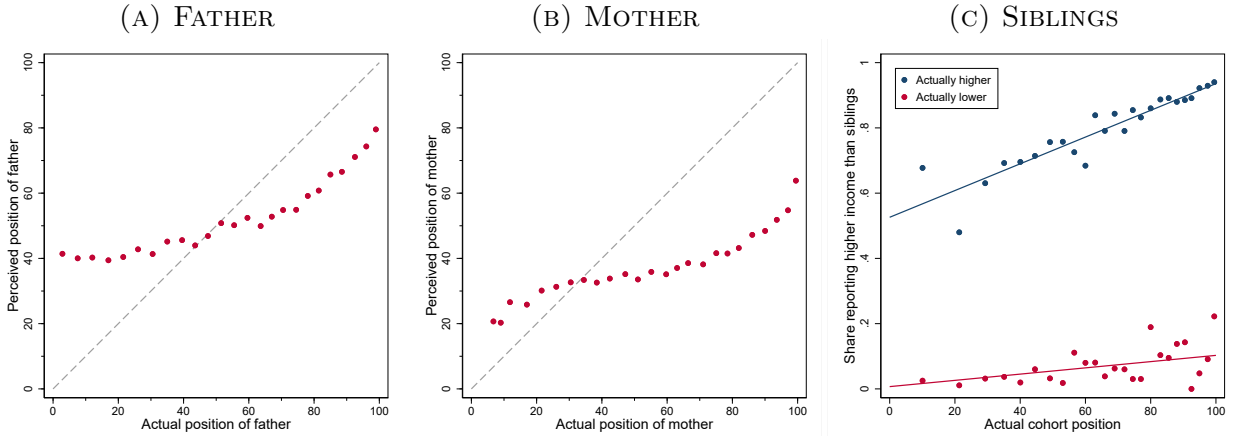 (A) FATHER
100
80
60
40
20
0
Perceived position of father
0 20 40 60 80 100
Actual position of father
(B) MOTHER
100
80
60
40
20
0
Perceived position of mother
0 20 40 60 80 100
Actual position of mother
(C) SIBLINGS
1
.8
.6
.4
.2
0
Share reporting higher income than siblings
Actually higher
Actually lower
0 20 40 60 80 100
Actual cohort position